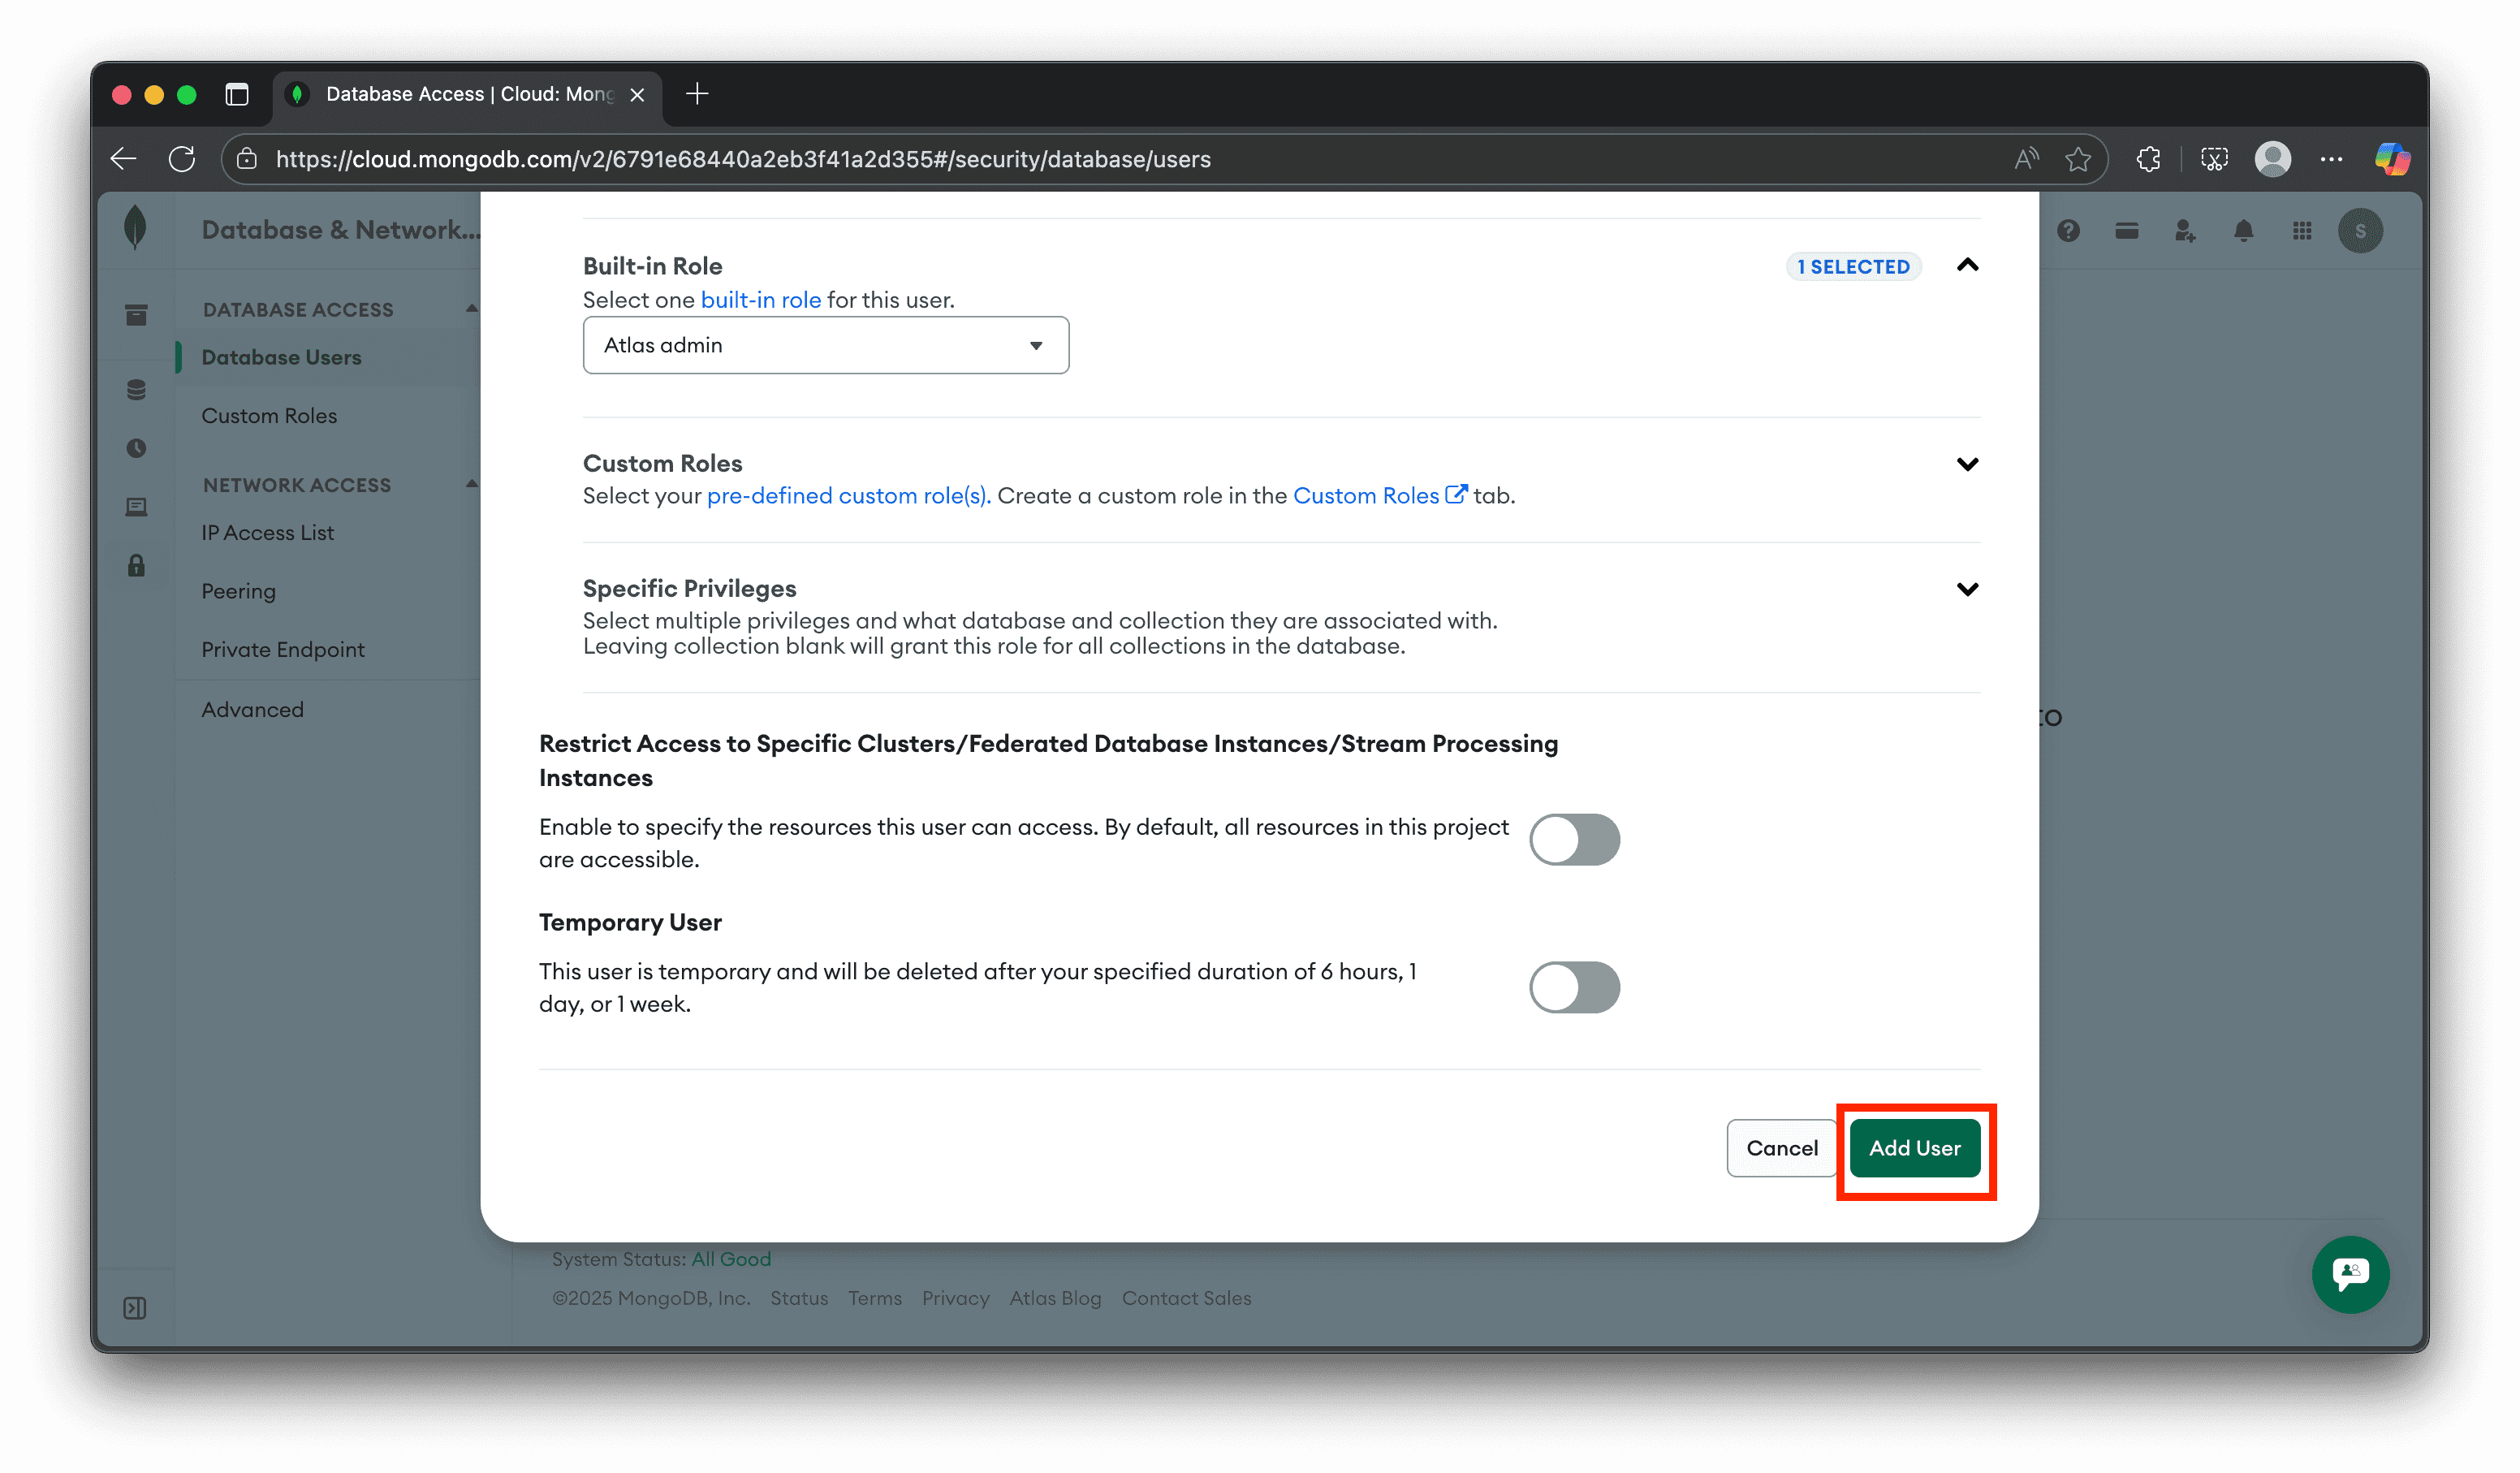 Database Access | Cloud: Mong
https://cloud.mongodb.com/v2/6791e68440a2eb3f41a2d355#/security/database/users
Database & Network...
S
DATABASE ACCESS
Database Users
Custom Roles
NETWORK ACCESS
IP Access List
Peering
Private Endpoint
Advanced
Built-in Role
1 SELECTED
Select one built-in role for this user.
Atlas admin
Custom Roles
Select your pre-defined custom role(s). Create a custom role in the Custom Roles tab.
Specific Privileges
Select multiple privileges and what database and collection they are associated with.
Leaving collection blank will grant this role for all collections in the database.
Restrict Access to Specific Clusters/Federated Database Instances/Stream Processing
Instances
Enable to specify the resources this user can access. By default, all resources in this project
are accessible.
Temporary User
This user is temporary and will be deleted after your specified duration of 6 hours, 1
day, or 1 week.
Cancel
Add User
to
System Status: All Good
©2025 MongoDB, Inc. Status Terms Privacy Atlas Blog Contact Sales